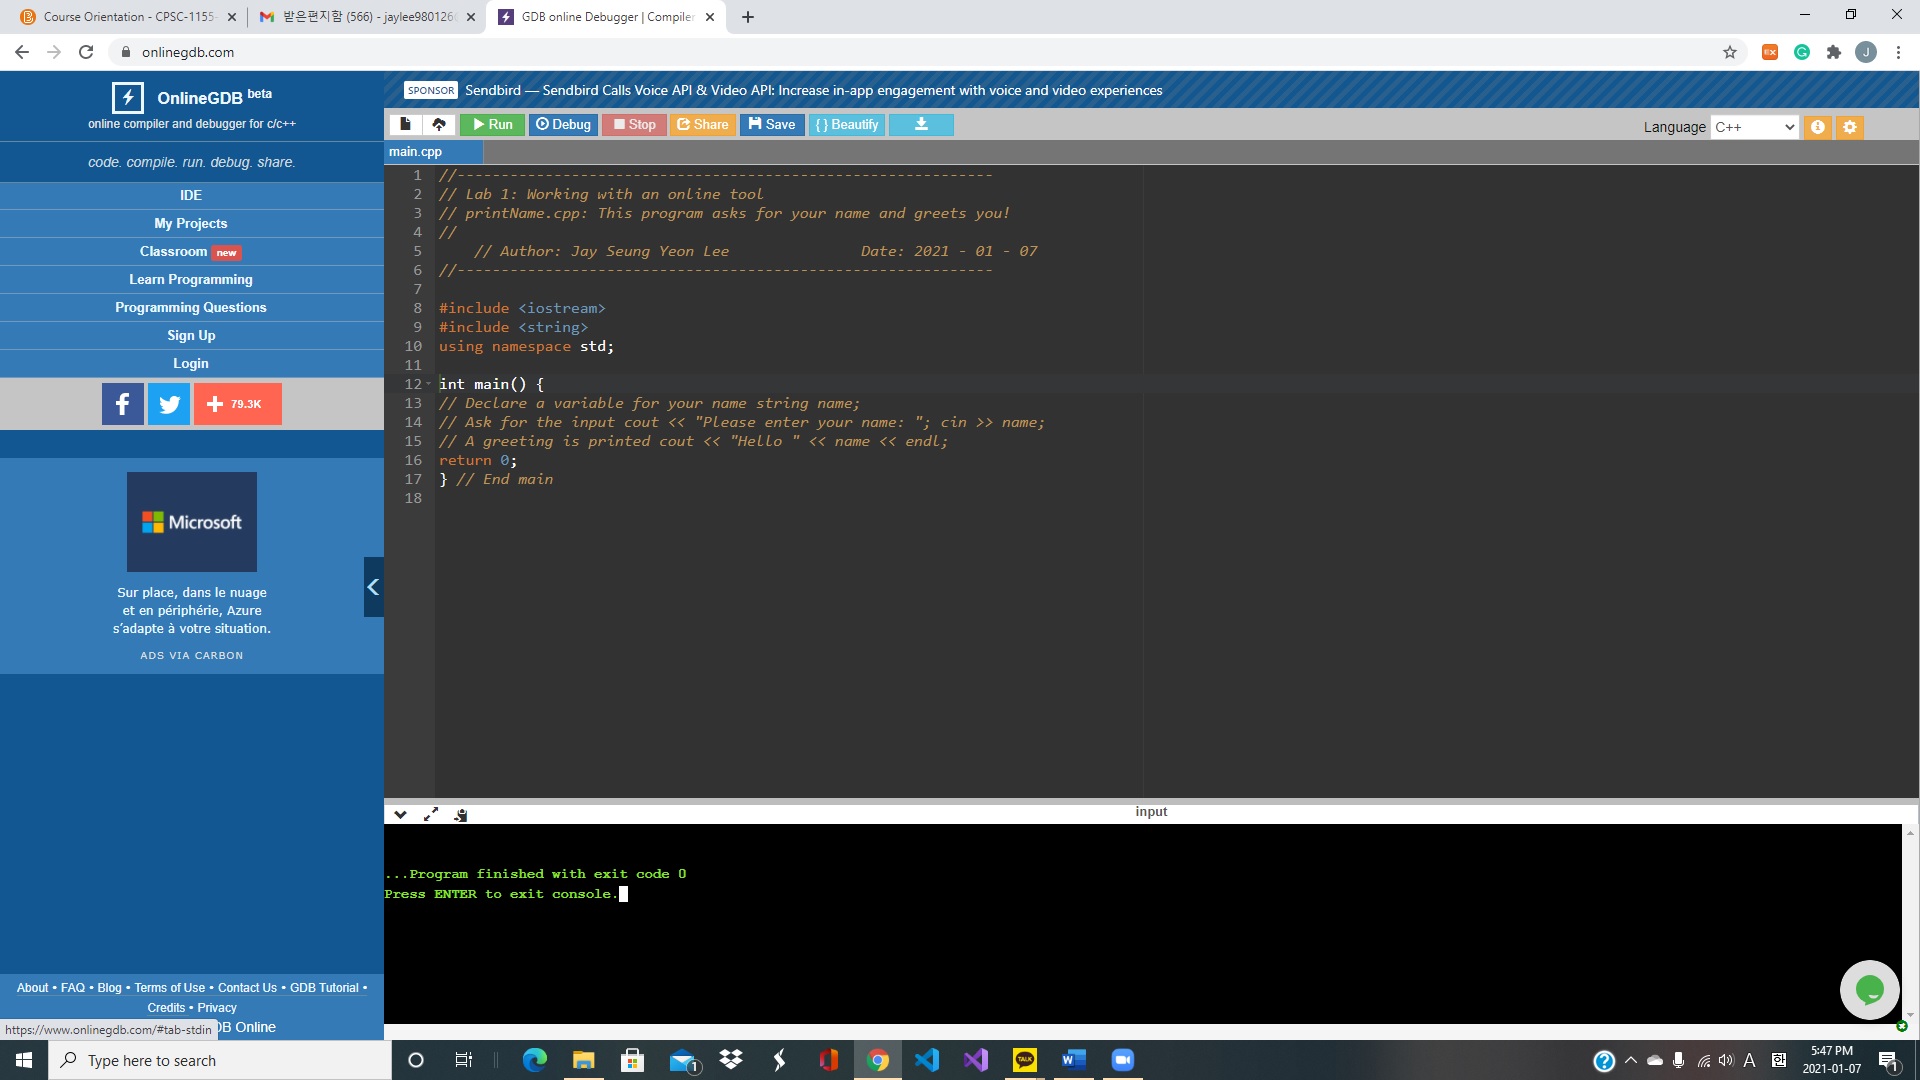 Course Orientation - CPSC-1155-
받은편지함 (566) - jaylee980126
GDB online Debugger | Compiler
onlinegdb.com
J
OnlineGDB beta
online compiler and debugger for c/c++
code. compile. run. debug. share.
IDE
My Projects
Classroom new
Learn Programming
Programming Questions
Sign Up
Login
79.3K
Microsoft
Sur place, dans le nuage
et en périphérie, Azure
s'adapte à votre situation.
ADS VIA CARBON
About • FAQ • Blog • Terms of Use • Contact Us • GDB Tutorial •
Credits • Privacy
https://www.onlinegdb.com/#tab-stdin
DB Online
SPONSOR Sendbird — Sendbird Calls Voice API & Video API: Increase in-app engagement with voice and video experiences
Run Debug Stop Share Save { } Beautify
Language C++
main.cpp
1 //-------------------------------------------------------------
2 // Lab 1: Working with an online tool
3 // printName.cpp: This program asks for your name and greets you!
4 //
5 // Author: Jay Seung Yeon Lee Date: 2021 - 01 - 07
6 //-------------------------------------------------------------
7
8 #include <iostream>
9 #include <string>
10 using namespace std;
11
12 int main() {
13 // Declare a variable for your name string name;
14 // Ask for the input cout << "Please enter your name: "; cin >> name;
15 // A greeting is printed cout << "Hello " << name << endl;
16 return 0;
17 } // End main
18
input
...Program finished with exit code 0
Press ENTER to exit console.
Type here to search
1
TALK
A
5:47 PM
2021-01-07
1